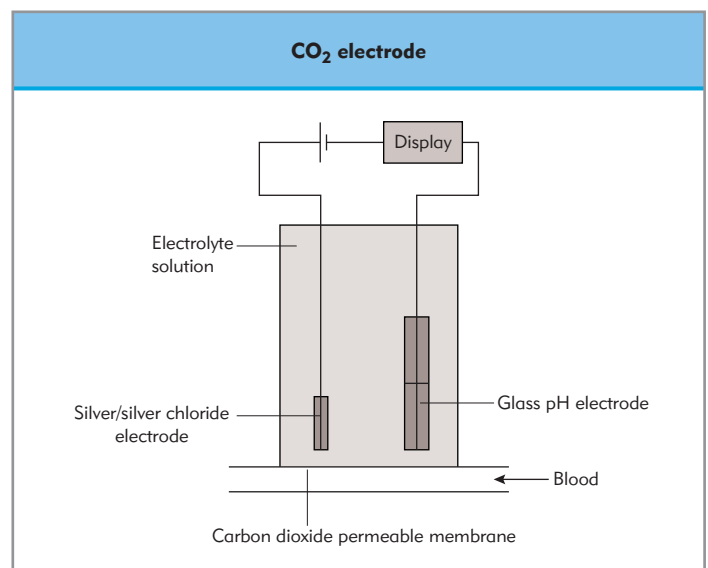 CO₂ electrode
Display
Electrolyte
solution
Silver/silver chloride
electrode
Glass pH electrode
Blood
Carbon dioxide permeable membrane